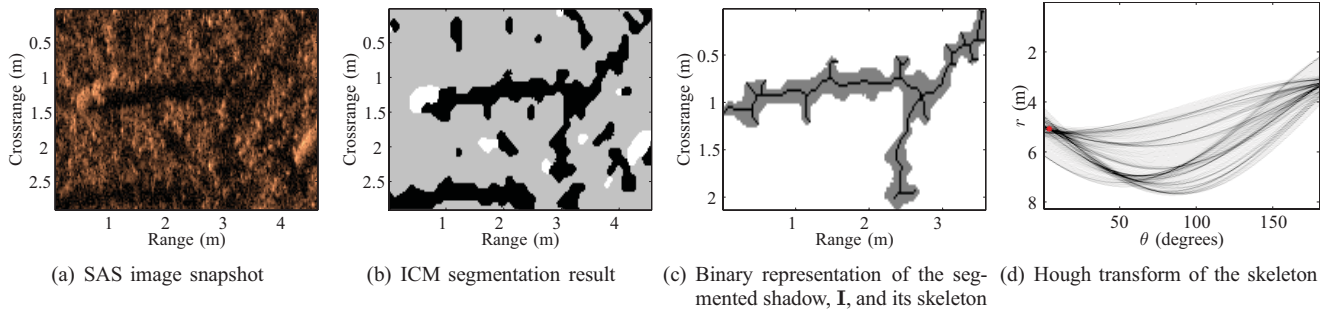 0.5
1
1.5
2
2.5
Crossrange (m)
1 2 3 4
Range (m)
(a) SAS image snapshot
0.5
1
1.5
2
2.5
Crossrange (m)
1 2 3 4
Range (m)
(b) ICM segmentation result
0.5
1
1.5
2
Crossrange (m)
1 2 3
Range (m)
(c) Binary representation of the seg-
mented shadow, I, and its skeleton
2
4
6
8
r (m)
50 100 150
θ (degrees)
(d) Hough transform of the skeleton